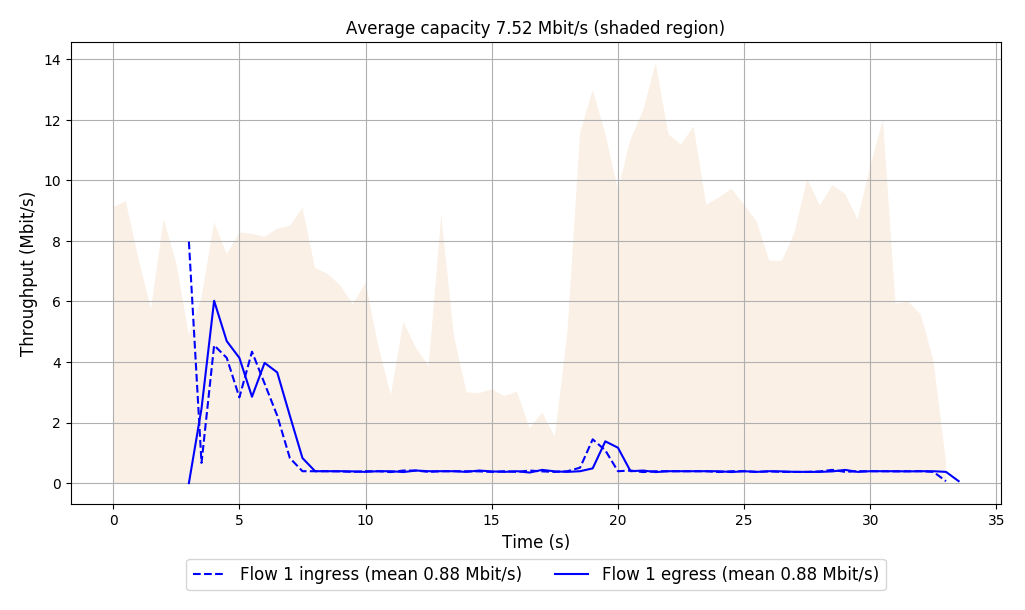 Average capacity 7.52 Mbit/s (shaded region)
14
12
10
8
6
4
2
0
Throughput (Mbit/s)
0 5 10 15 20 25 30 35
Time (s)
Flow 1 ingress (mean 0.88 Mbit/s) Flow 1 egress (mean 0.88 Mbit/s)